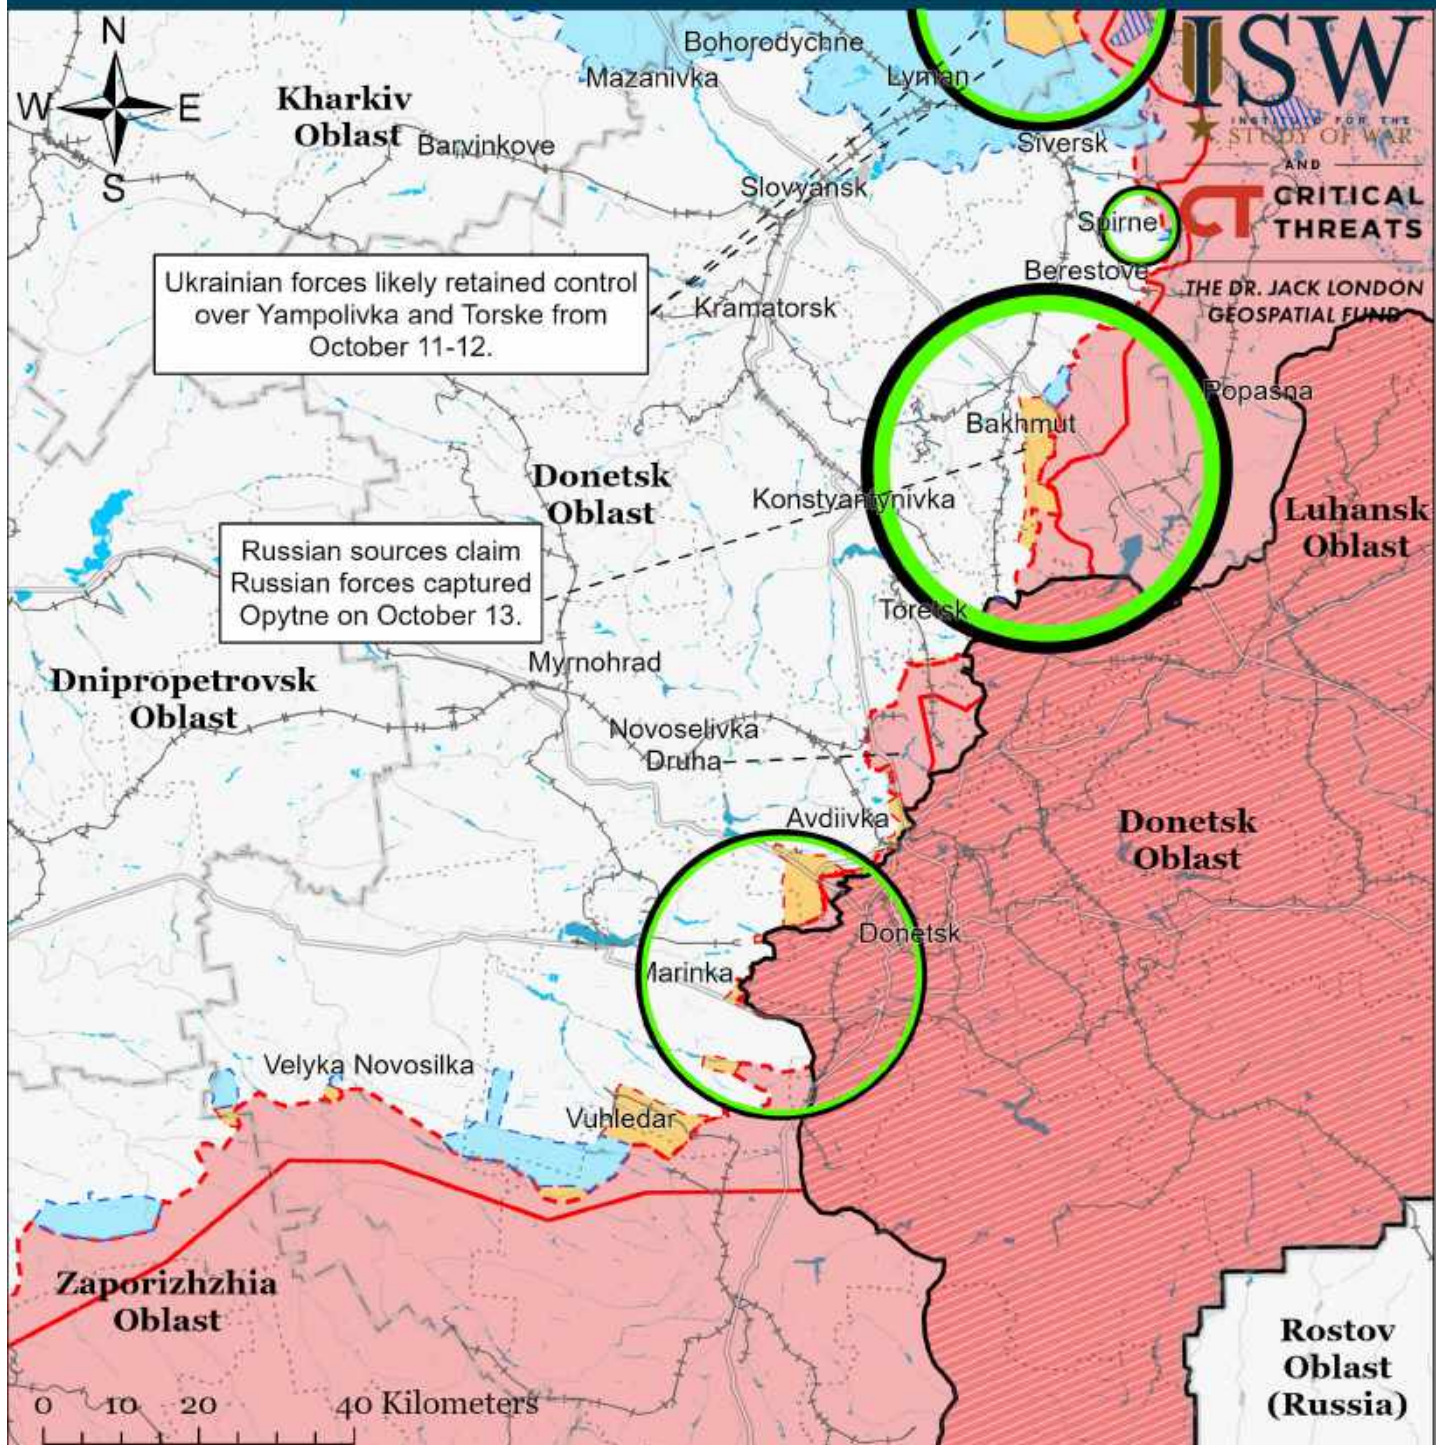 N
W
E
S
Kharkiv
Oblast
Barvinkove
Bohorodychne
Mazanivka
Lyman
ISW
INSTITUTE FOR THE
STUDY OF WAR
AND
CRITICAL
CT THREATS
THE DR. JACK LONDON
GEOSPATIAL FUND
Siversk
Slovyansk
Spirne
Berestove
Ukrainian forces likely retained control
over Yampolivka and Torske from
October 11-12.
Kramatorsk
Popasna
Bakhmut
Donetsk
Oblast
Konstyantynivka
Luhansk
Oblast
Russian sources claim
Russian forces captured
Opytne on October 13.
Toretsk
Myrnohrad
Dnipropetrovsk
Oblast
Novoselivka
Druha
Avdiivka
Donetsk
Oblast
Donetsk
Marinka
Velyka Novosilka
Vuhledar
Zaporizhzhia
Oblast
Rostov
Oblast
(Russia)
0 10 20 40 Kilometers